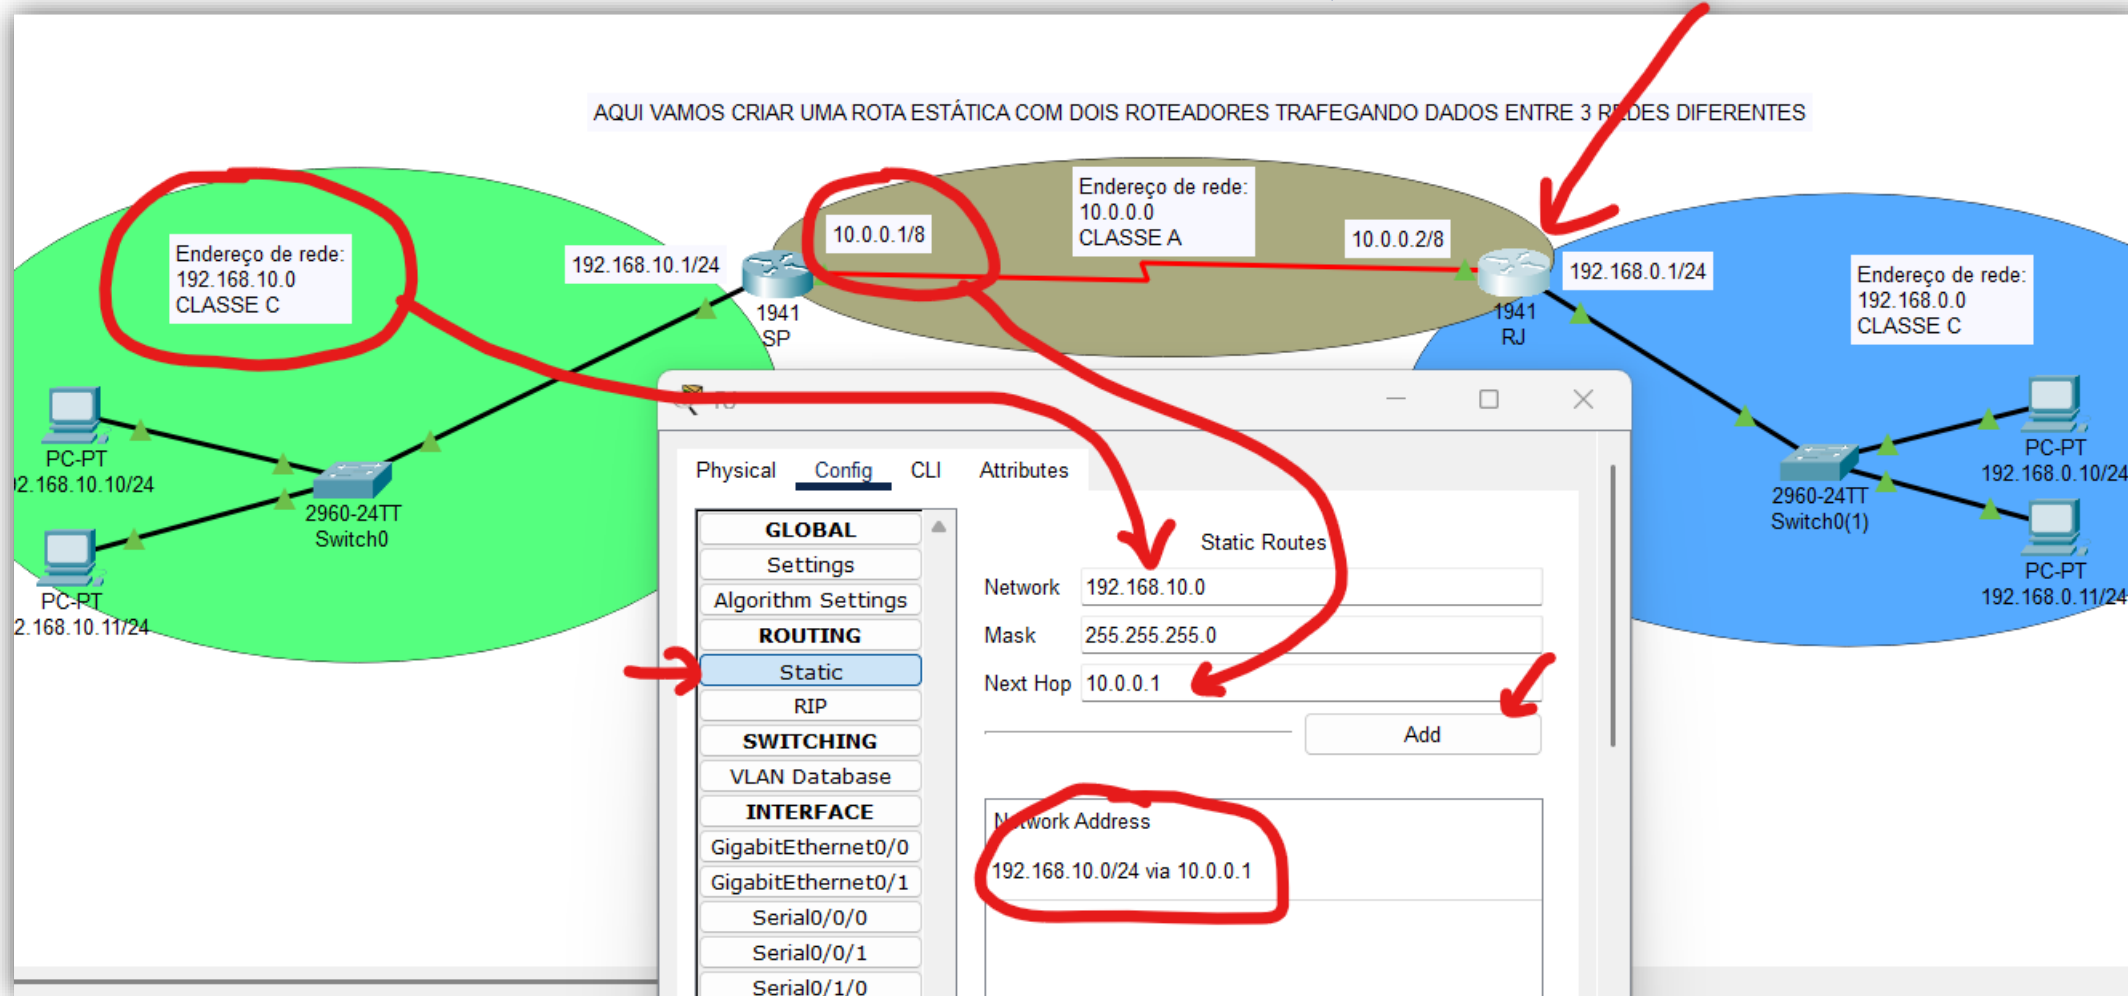 AQUI VAMOS CRIAR UMA ROTA ESTÁTICA COM DOIS ROTEADORES TRAFEGANDO DADOS ENTRE 3 REDES DIFERENTES
Endereço de rede:
192.168.10.0
CLASSE C
192.168.10.1/24
1941
SP
10.0.0.1/8
Endereço de rede:
10.0.0.0
CLASSE A
10.0.0.2/8
1941
RJ
192.168.0.1/24
Endereço de rede:
192.168.0.0
CLASSE C
PC-PT
2.168.10.10/24
2960-24TT
Switch0
PC-PT
2.168.10.11/24
PC-PT
192.168.0.10/24
2960-24TT
Switch0(1)
PC-PT
192.168.0.11/24
Physical Config CLI Attributes
GLOBAL
Settings
Algorithm Settings
ROUTING
Static
RIP
SWITCHING
VLAN Database
INTERFACE
GigabitEthernet0/0
GigabitEthernet0/1
Serial0/0/0
Serial0/0/1
Serial0/1/0
Static Routes
Network 192.168.10.0
Mask 255.255.255.0
Next Hop 10.0.0.1
Add
Network Address
192.168.10.0/24 via 10.0.0.1